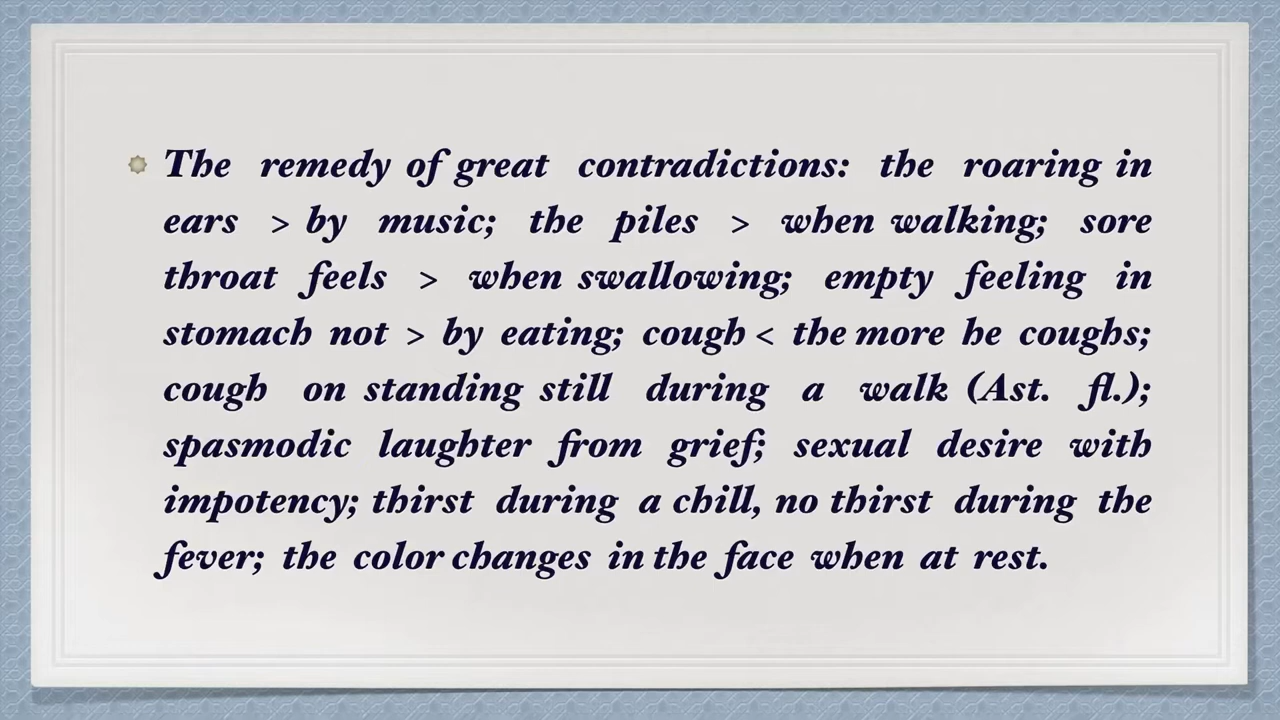 The remedy of great contradictions: the roaring in
ears > by music; the piles > when walking; sore
throat feels > when swallowing; empty feeling in
stomach not > by eating; cough < the more he coughs;
cough on standing still during a walk (Ast. fl.);
spasmodic laughter from grief; sexual desire with
impotency; thirst during a chill, no thirst during the
fever; the color changes in the face when at rest.